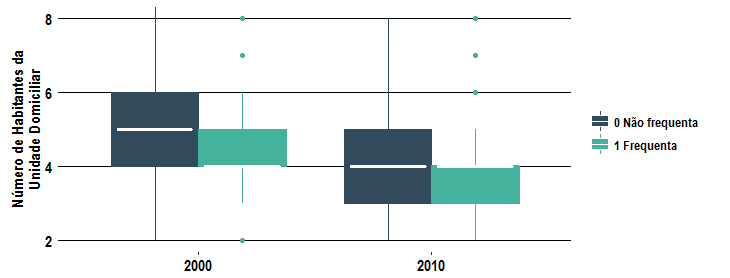 Número de Habitantes da
Unidade Domiciliar
8
6
4
2
2000
2010
0 Não frequenta
1 Frequenta